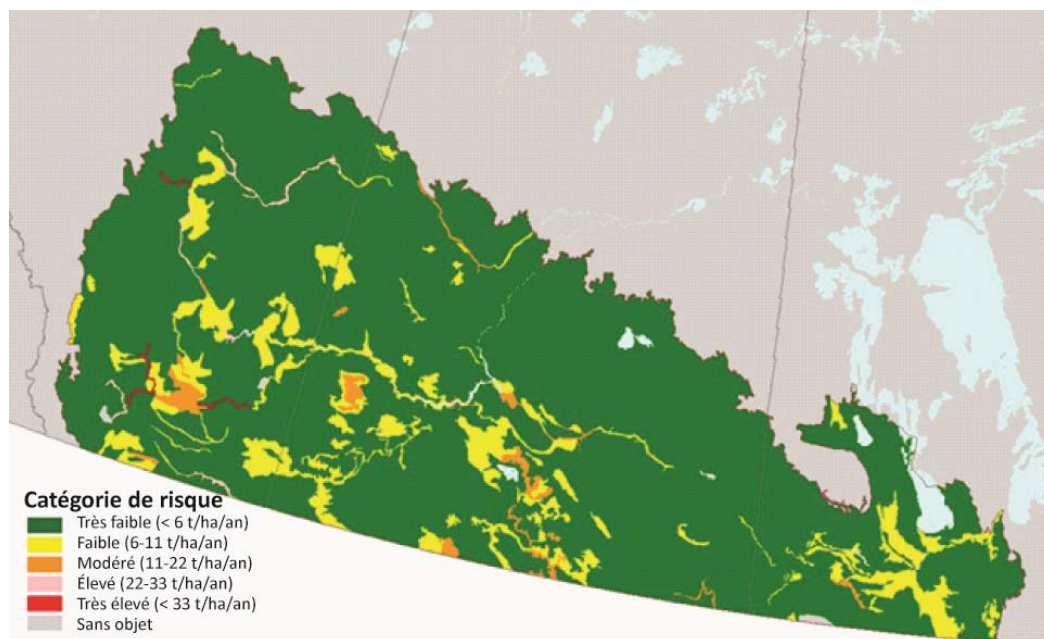 Catégorie de risque
Très faible (< 6 t/ha/an)
Faible (6-11 t/ha/an)
Modéré (11-22 t/ha/an)
Élevé (22-33 t/ha/an)
Très élevé (< 33 t/ha/an)
Sans objet